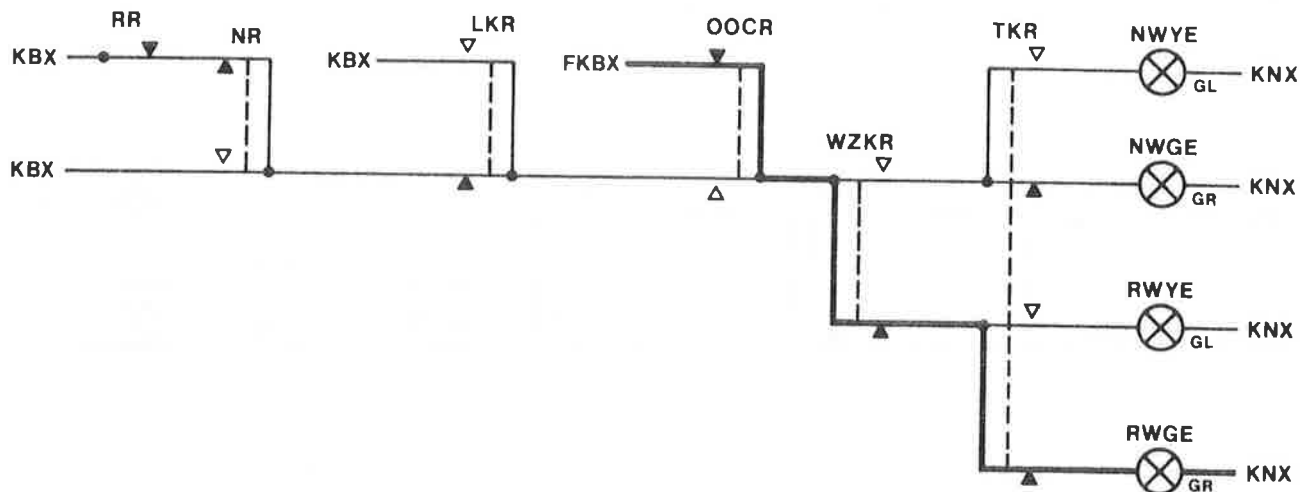 RR
NR
LKR
OOCR
TKR
NWYE
KBX
KBX
FKBX
GL
KNX
WZKR
KBX
NWGE
GR
KNX
RWYE
GL
KNX
RWGE
GR
KNX